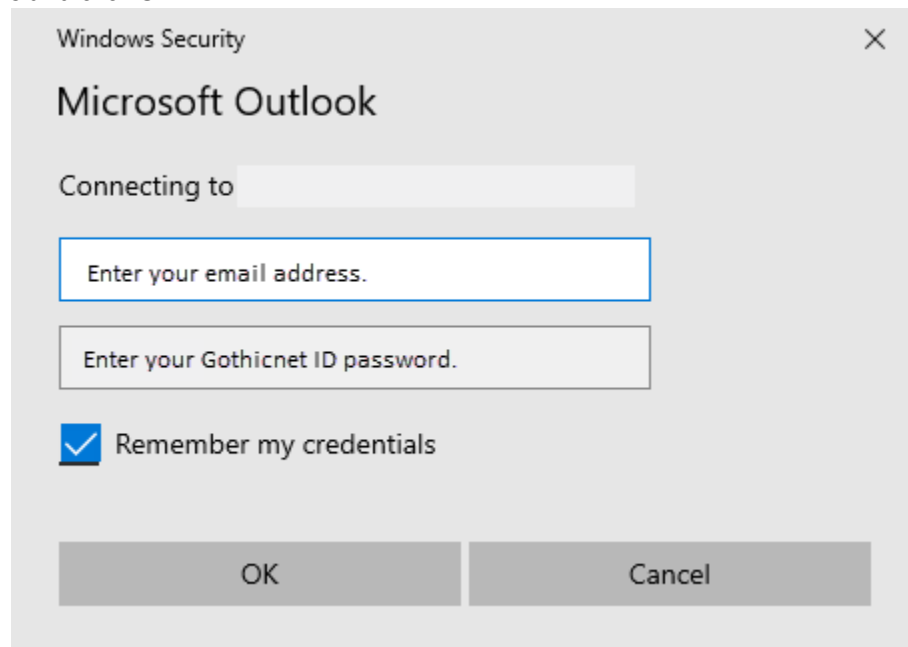 Windows Security
Microsoft Outlook
Connecting to
Enter your email address.
Enter your Gothicnet ID password.
Remember my credentials
OK
Cancel